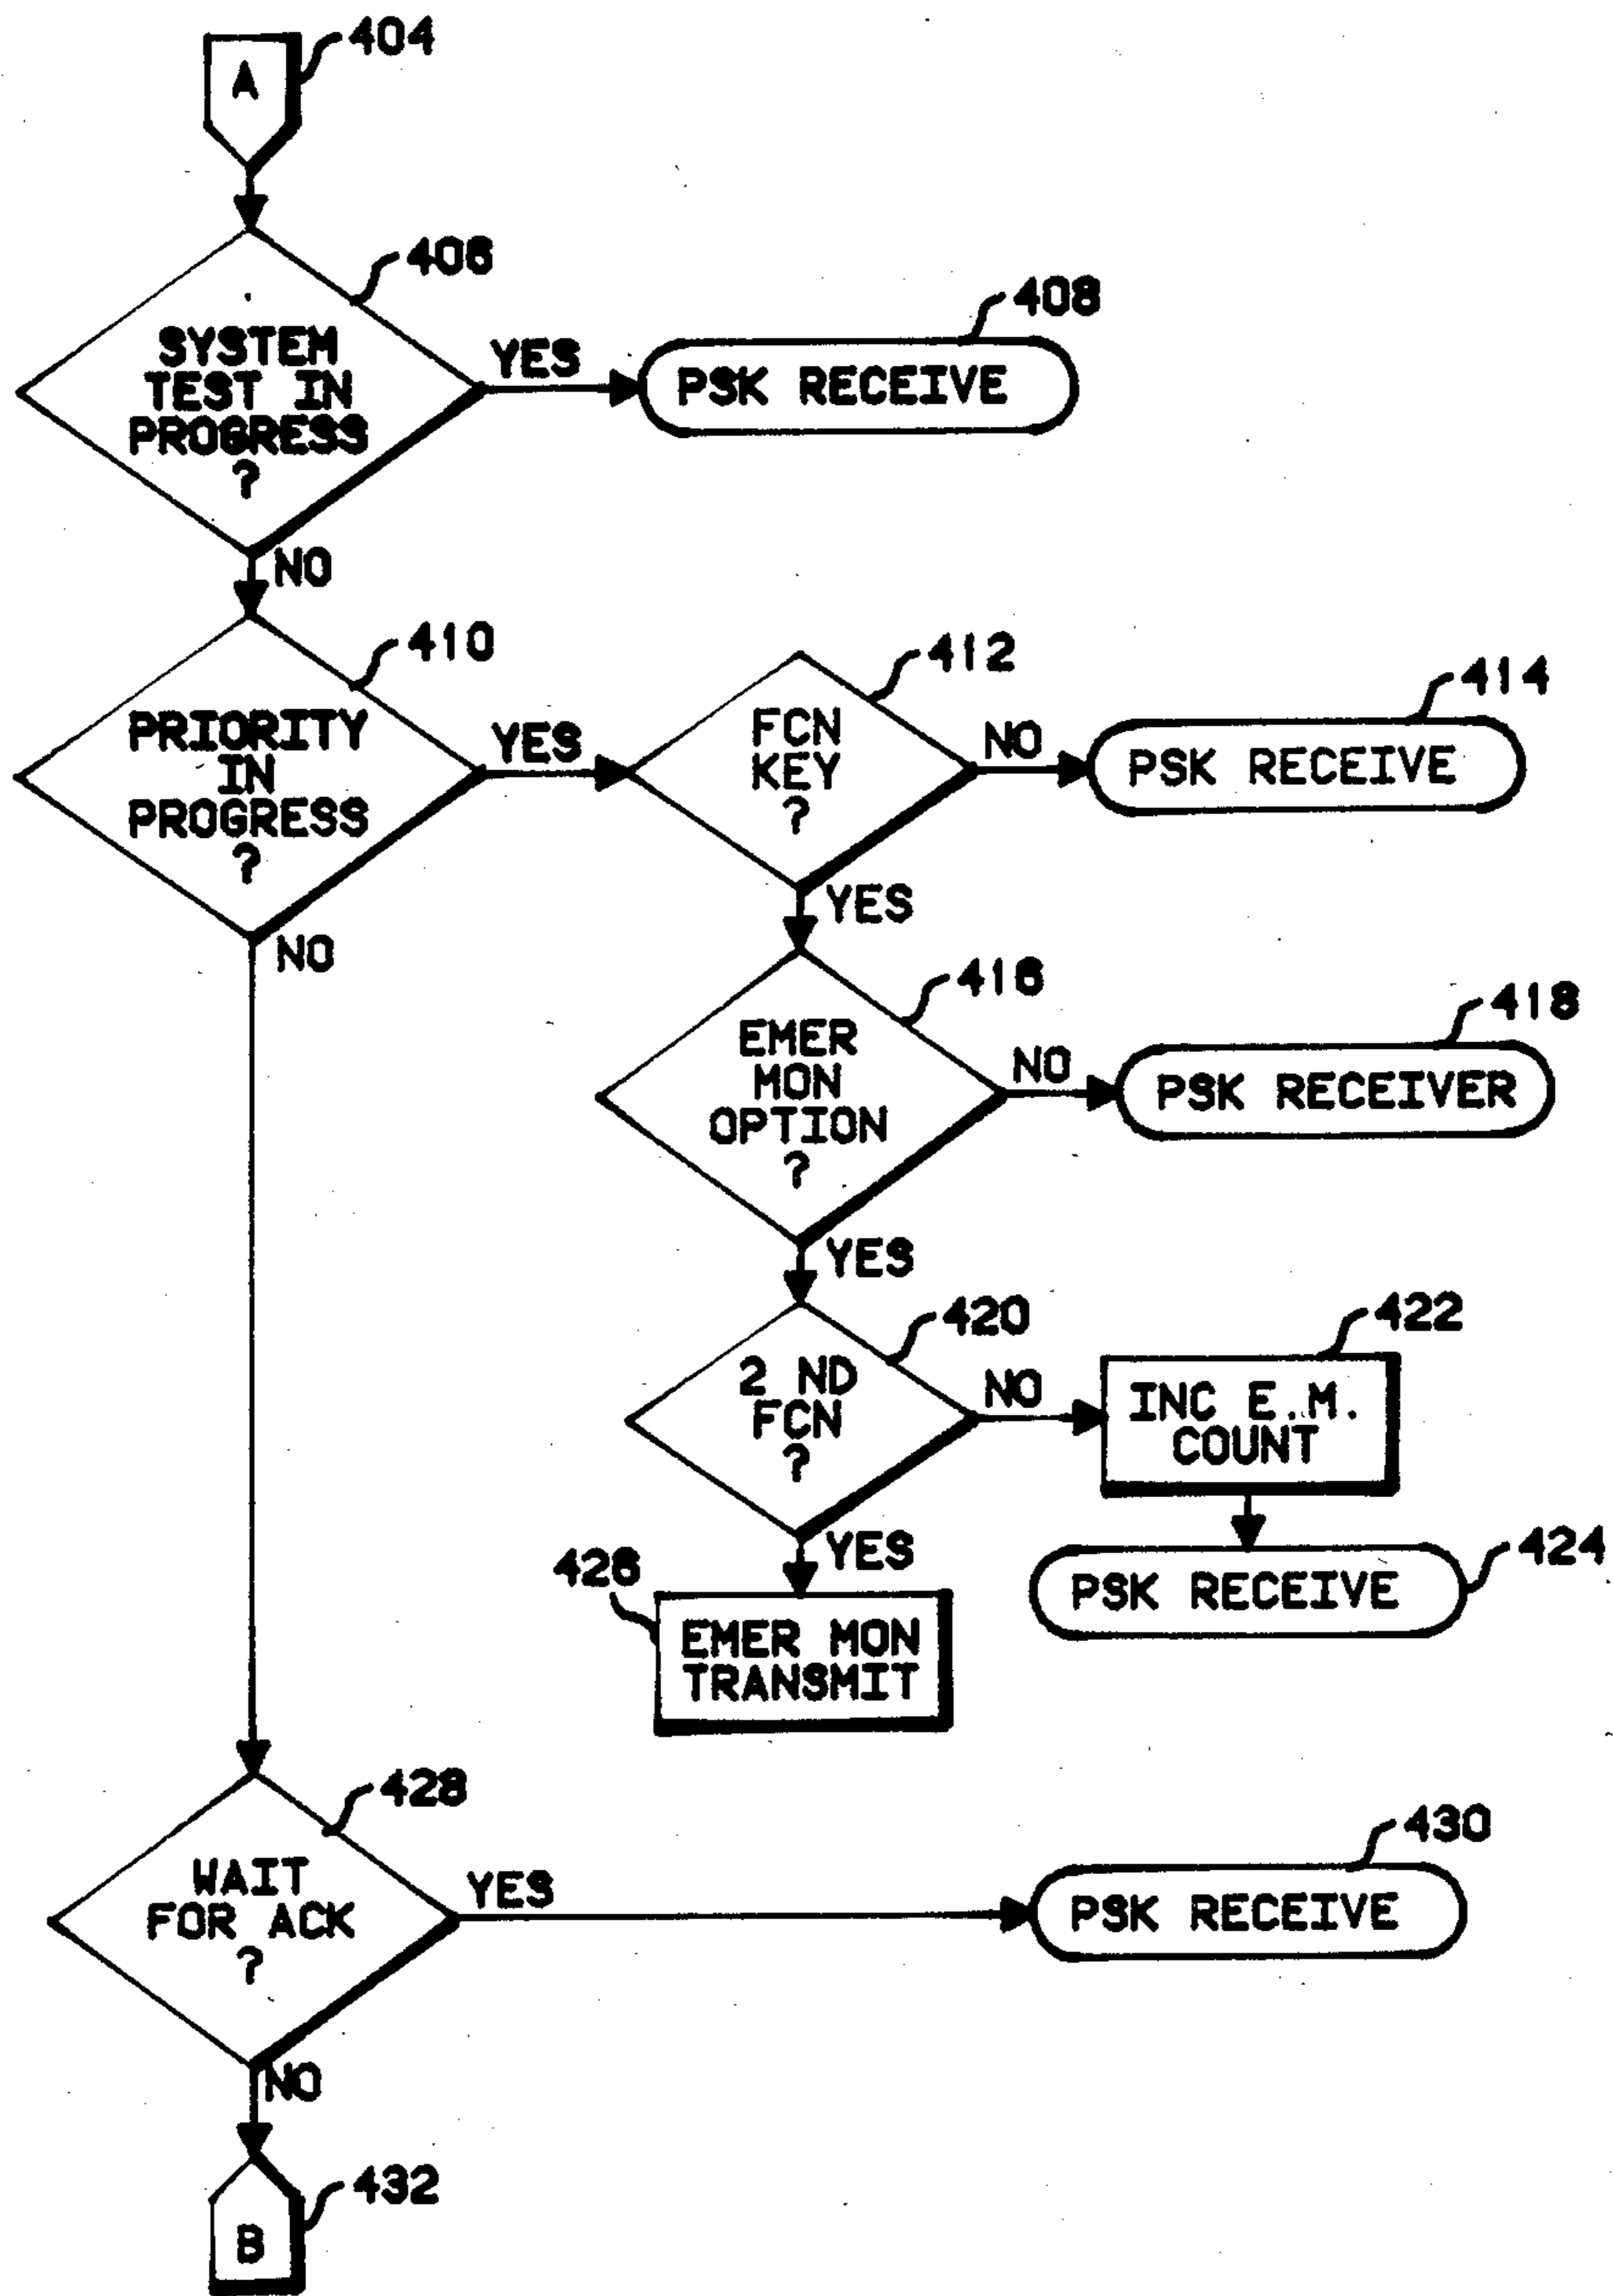 404
A
406
SYSTEM
TEST IN
PROGRESS
?
YES
408
PSK RECEIVE
NO
410
PRIORITY
IN
PROGRESS
?
YES
412
FCN
KEY
?
NO
414
PSK RECEIVE
YES
NO
416
EMER
MON
OPTION
?
NO
418
PSK RECEIVER
YES
420
2 ND
FCN
?
NO
422
INC E.M.
COUNT
YES
424
PSK RECEIVE
426
EMER MON
TRANSMIT
428
WAIT
FOR ACK
?
YES
430
PSK RECEIVE
NO
432
B